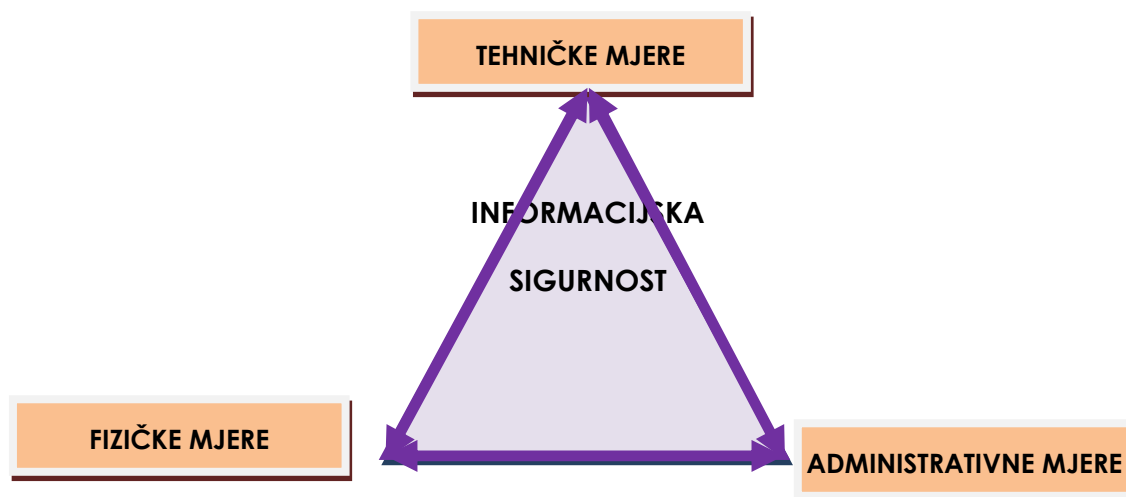 TEHNIČKE MJERE
INFORMACIJSKA
SIGURNOST
FIZIČKE MJERE
ADMINISTRATIVNE MJERE